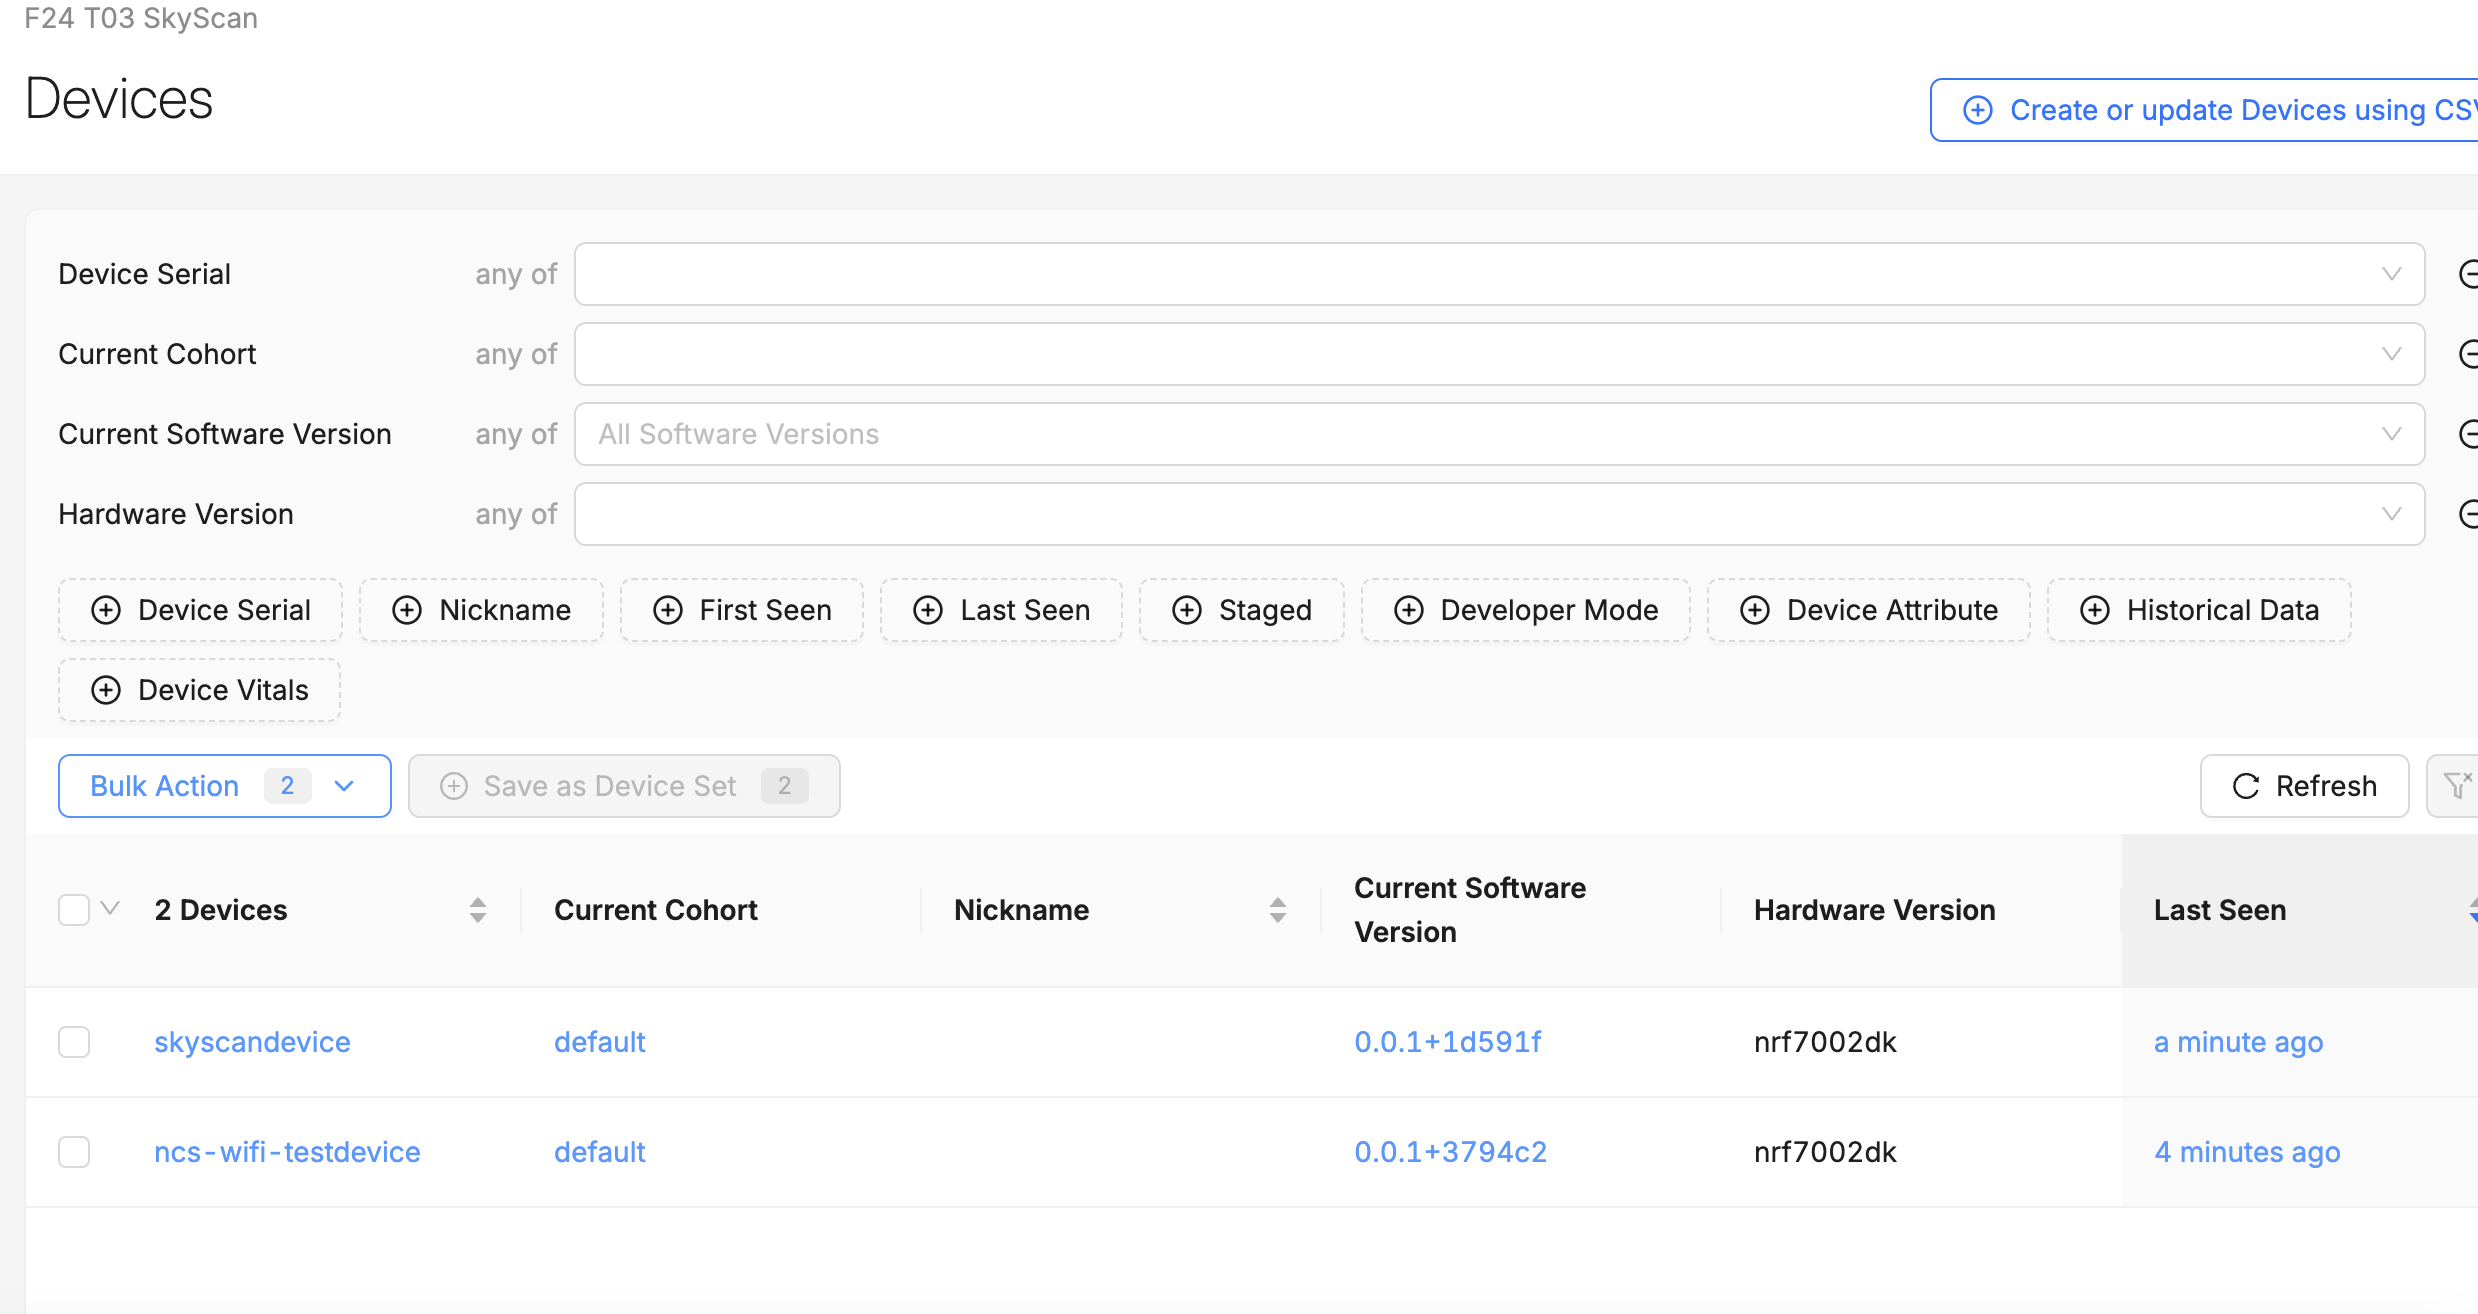 F24 T03 SkyScan
Devices
Create or update Devices using CSV
Device Serial any of
Current Cohort any of
Current Software Version any of All Software Versions
Hardware Version any of
Device Serial Nickname First Seen Last Seen Staged Developer Mode Device Attribute Historical Data
Device Vitals
Bulk Action 2 Save as Device Set 2 Refresh
2 Devices Current Cohort Nickname Current Software Version Hardware Version Last Seen
skyscandevice default 0.0.1+1d591f nrf7002dk a minute ago
ncs-wifi-testdevice default 0.0.1+3794c2 nrf7002dk 4 minutes ago